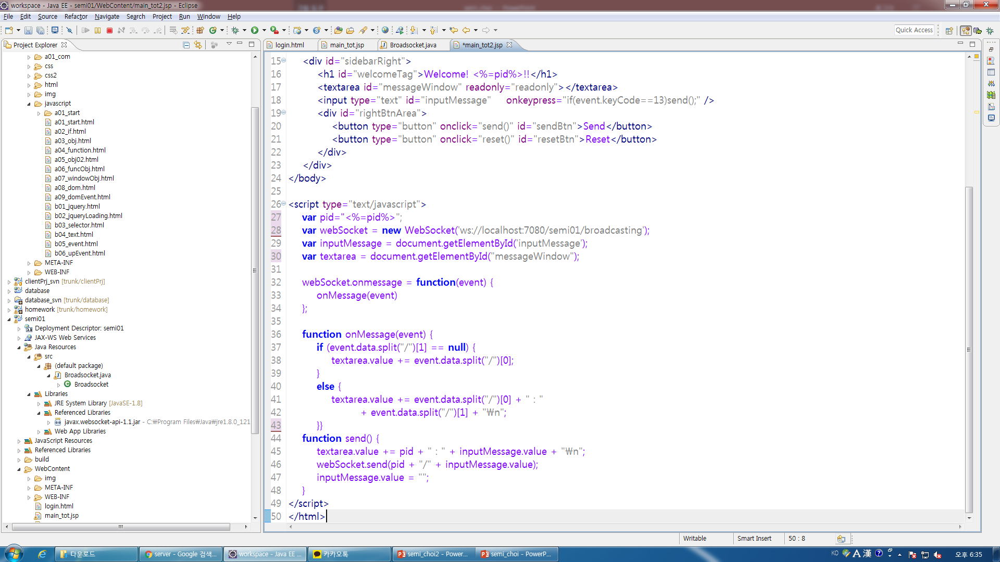 workspace - Java EE - semi01/WebContent/main_tot2.jsp - Eclipse
File Edit Source Refactor Navigate Search Project Run Window Help
Quick Access
Project Explorer
login.html main_tot.jsp Broadsocket.java *main_tot2.jsp
a01_com
css
css2
html
img
javascript
a01_start
a01_start.html
a02_if.html
a03_obj.html
a04_function.html
a05_obj02.html
a06_funcObj.html
a07_windowObj.html
a08_dom.html
a09_domEvent.html
b01_jquery.html
b02_jqueryLoading.html
b03_selector.html
b04_text.html
b05_event.html
b06_upEvent.html
META-INF
WEB-INF
clientPrj_svn [trunk/clientPrj]
database
database_svn [trunk/database]
homework [trunk/homework]
semi01
Deployment Descriptor: semi01
JAX-WS Web Services
Java Resources
src
(default package)
Broadsocket.java
Broadsocket
Libraries
JRE System Library [JavaSE-1.8]
Referenced Libraries
javax.websocket-api-1.1.jar - C:₩Program Files₩Java₩jre1.8.0_121
Web App Libraries
JavaScript Resources
Referenced Libraries
build
WebContent
img
META-INF
WEB-INF
login.html
main_tot.jsp
15 <div id="sidebarRight">
16 <h1 id="welcomeTag">Welcome! <%=pid%>!!</h1>
17 <textarea id="messageWindow" readonly="readonly"></textarea>
18 <input type="text" id="inputMessage" onkeypress="if(event.keyCode==13)send();" />
19 <div id="rightBtnArea">
20 <button type="button" onclick="send()" id="sendBtn">Send</button>
21 <button type="button" onclick="reset()" id="resetBtn">Reset</button>
22 </div>
23 </div>
24 </body>
25
26 <script type="text/javascript">
27 var pid="<%=pid%>";
28 var webSocket = new WebSocket('ws://localhost:7080/semi01/broadcasting');
29 var inputMessage = document.getElementById('inputMessage');
30 var textarea = document.getElementById("messageWindow");
31
32 webSocket.onmessage = function(event) {
33 onMessage(event)
34 };
35
36 function onMessage(event) {
37 if (event.data.split("/")[1] == null) {
38 textarea.value += event.data.split("/")[0];
39 }
40 else {
41 textarea.value += event.data.split("/")[0] + " : "
42 + event.data.split("/")[1] + "₩n";
43 }}
44 function send() {
45 textarea.value += pid + " : " + inputMessage.value + "₩n";
46 webSocket.send(pid + "/" + inputMessage.value);
47 inputMessage.value = "";
48 }
49 </script>
50 </html>
Writable Smart Insert 50 : 8
다운로드 server - Google 검색... workspace - Java EE ... 카카오톡 semi_choi2 - Power... semi_choi - PowerP... KO A 漢 오후 6:35